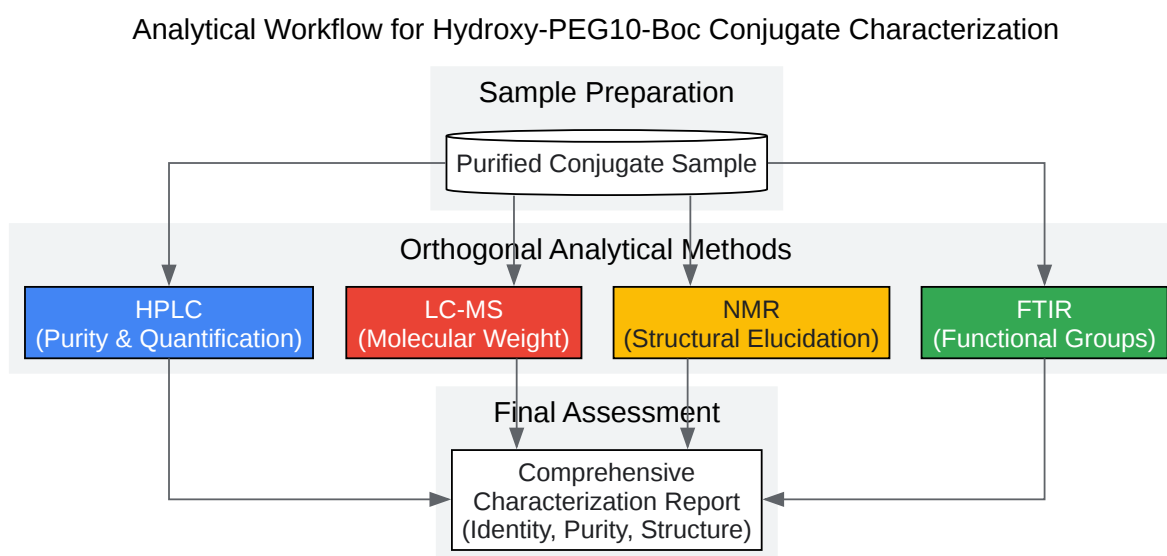 Analytical Workflow for Hydroxy-PEG10-Boc Conjugate Characterization
Sample Preparation
Purified Conjugate Sample
Orthogonal Analytical Methods
HPLC
(Purity & Quantification)
LC-MS
(Molecular Weight)
NMR
(Structural Elucidation)
FTIR
(Functional Groups)
Final Assessment
Comprehensive
Characterization Report
(Identity, Purity, Structure)